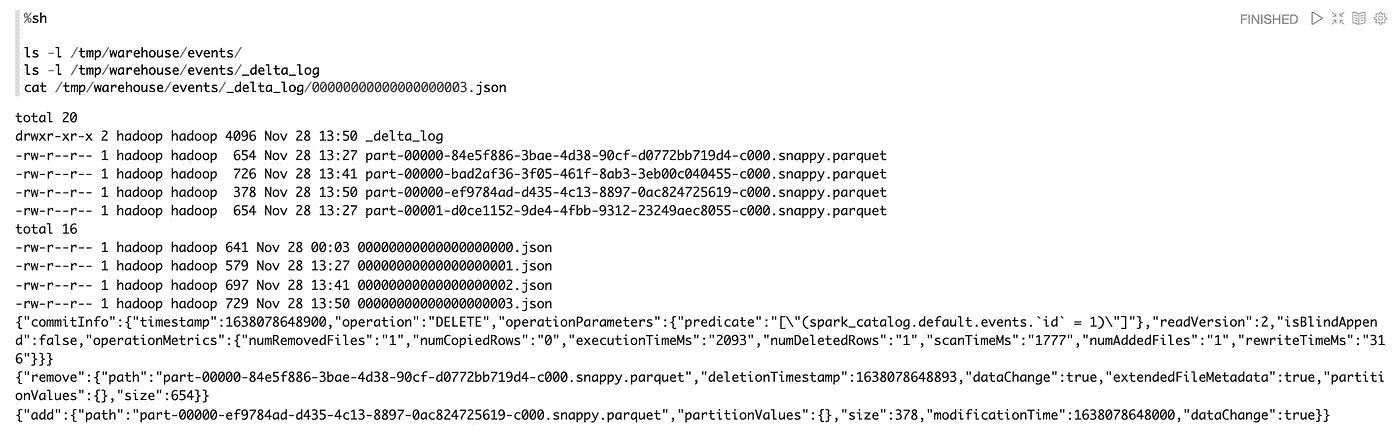 %sh
FINISHED
ls -l /tmp/warehouse/events/
ls -l /tmp/warehouse/events/_delta_log
cat /tmp/warehouse/events/_delta_log/00000000000000000003.json
total 20
drwxr-xr-x 2 hadoop hadoop 4096 Nov 28 13:50 _delta_log
-rw-r--r-- 1 hadoop hadoop  654 Nov 28 13:27 part-00000-84e5f886-3bae-4d38-90cf-d0772bb719d4-c000.snappy.parquet
-rw-r--r-- 1 hadoop hadoop  726 Nov 28 13:41 part-00000-bad2af36-3f05-461f-8ab3-3eb00c040455-c000.snappy.parquet
-rw-r--r-- 1 hadoop hadoop  378 Nov 28 13:50 part-00000-ef9784ad-d435-4c13-8897-0ac824725619-c000.snappy.parquet
-rw-r--r-- 1 hadoop hadoop  654 Nov 28 13:27 part-00001-d0ce1152-9de4-4fbb-9312-23249aec8055-c000.snappy.parquet
total 16
-rw-r--r-- 1 hadoop hadoop 641 Nov 28 00:03 00000000000000000000.json
-rw-r--r-- 1 hadoop hadoop 579 Nov 28 13:27 00000000000000000001.json
-rw-r--r-- 1 hadoop hadoop 697 Nov 28 13:41 00000000000000000002.json
-rw-r--r-- 1 hadoop hadoop 729 Nov 28 13:50 00000000000000000003.json
{"commitInfo":{"timestamp":1638078648900,"operation":"DELETE","operationParameters":{"predicate":"[\"(spark_catalog.default.events.`id` = 1)\"]"},"readVersion":2,"isBlindAppen
d":false,"operationMetrics":{"numRemovedFiles":"1","numCopiedRows":"0","executionTimeMs":"2093","numDeletedRows":"1","scanTimeMs":"1777","numAddedFiles":"1","rewriteTimeMs":"31
6"}}}
{"remove":{"path":"part-00000-84e5f886-3bae-4d38-90cf-d0772bb719d4-c000.snappy.parquet","deletionTimestamp":1638078648893,"dataChange":true,"extendedFileMetadata":true,"partiti
onValues":{},"size":654}}
{"add":{"path":"part-00000-ef9784ad-d435-4c13-8897-0ac824725619-c000.snappy.parquet","partitionValues":{},"size":378,"modificationTime":1638078648000,"dataChange":true}}